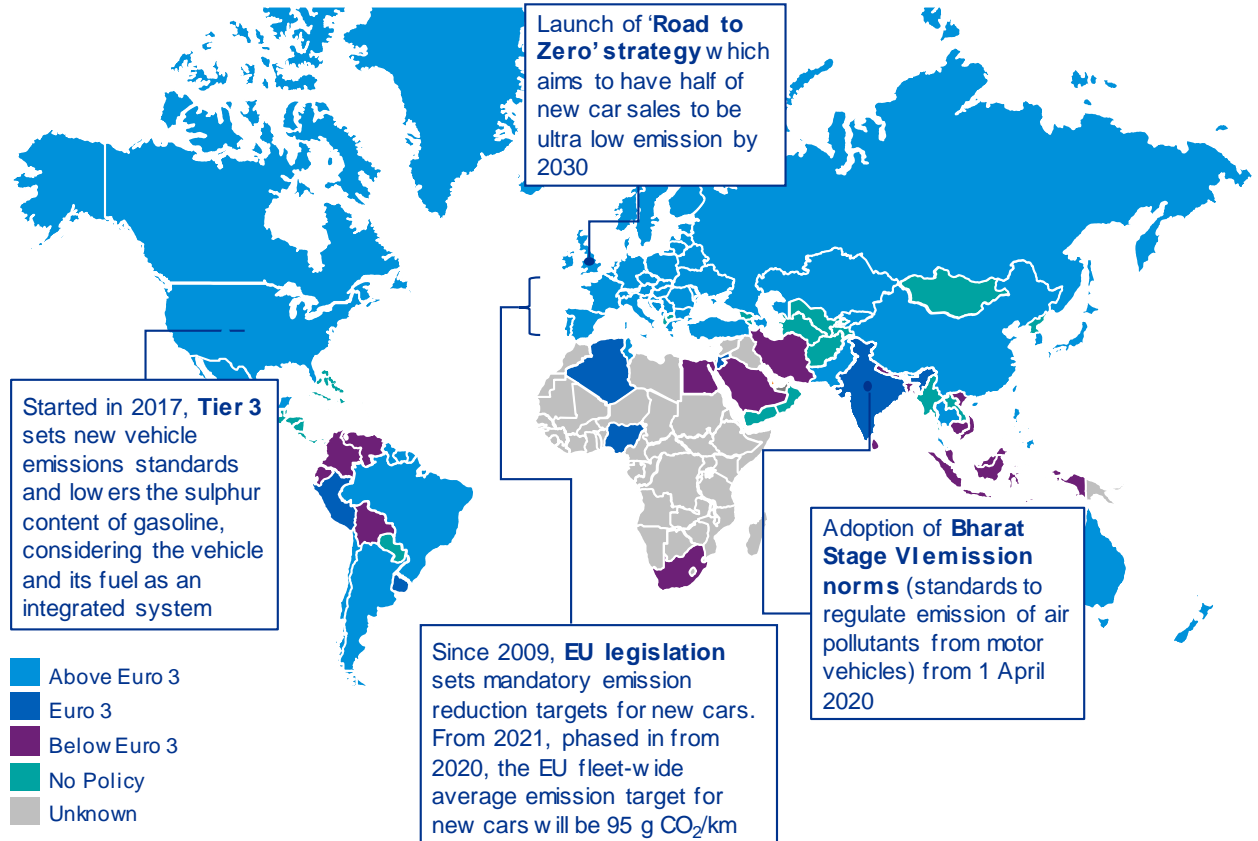 Launch of ‘Road to
Zero’ strategy which
aims to have half of
new car sales to be
ultra low emission by
2030
Started in 2017, Tier 3
sets new vehicle
emissions standards
and lowers the sulphur
content of gasoline,
considering the vehicle
and its fuel as an
integrated system
Since 2009, EU legislation
sets mandatory emission
reduction targets for new cars.
From 2021, phased in from
2020, the EU fleet-wide
average emission target for
new cars will be 95 g CO₂/km
Adoption of Bharat
Stage VI emission
norms (standards to
regulate emission of air
pollutants from motor
vehicles) from 1 April
2020
Above Euro 3
Euro 3
Below Euro 3
No Policy
Unknown